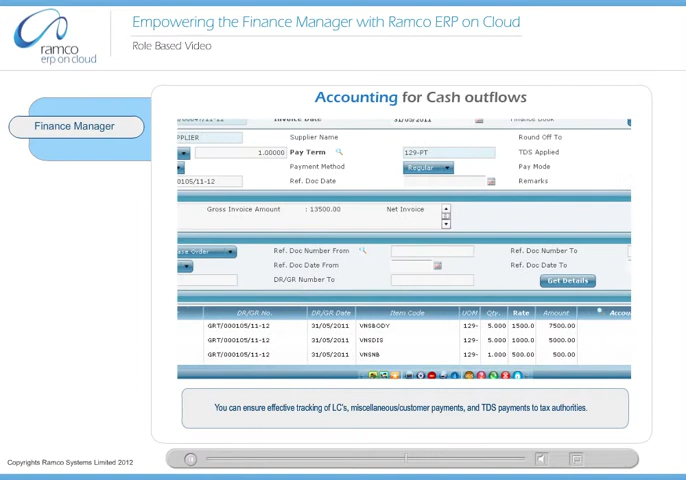 Empowering the Finance Manager with Ramco ERP on Cloud
Role Based Video
ramco
erp on cloud
Accounting for Cash outflows
Finance Manager
Invoice Date 31/05/2011 Finance Book
PPLIER Supplier Name Round Off To
1.00000 Pay Term 129-PT TDS Applied
Payment Method Regular Pay Mode
0105/11-12 Ref. Doc Date Remarks
Gross Invoice Amount : 13500.00 Net Invoice
ase Order Ref. Doc Number From Ref. Doc Number To
Ref. Doc Date From Ref. Doc Date To
DR/GR Number To Get Details
DR/GR No. DR/GR Date Item Code UOM Qty. Rate Amount Accou
GRT/000105/11-12 31/05/2011 VNSBODY 129- 5.000 1500.0 7500.00
GRT/000105/11-12 31/05/2011 VNSDIS 129- 5.000 1000.0 5000.00
GRT/000105/11-12 31/05/2011 VNSNB 129- 1.000 500.00 500.00
You can ensure effective tracking of LC's, miscellaneous/customer payments, and TDS payments to tax authorities.
Copyrights Ramco Systems Limited 2012